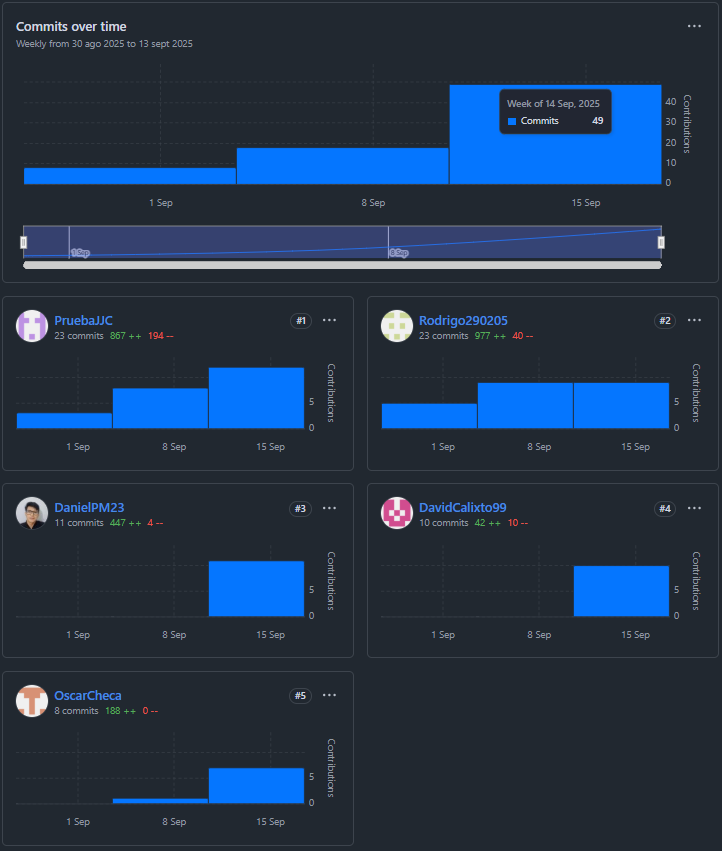 Commits over time
Weekly from 30 ago 2025 to 13 sept 2025
Week of 14 Sep, 2025
Commits 49
40
30
20
10
0
Contributions
1 Sep 8 Sep 15 Sep
1 Sep 8 Sep
PruebaJJC #1
23 commits 867 ++ 194 --
5
0
Contributions
1 Sep 8 Sep 15 Sep
Rodrigo290205 #2
23 commits 977 ++ 40 --
5
0
Contributions
1 Sep 8 Sep 15 Sep
DanielPM23 #3
11 commits 447 ++ 4 --
5
0
Contributions
1 Sep 8 Sep 15 Sep
DavidCalixto99 #4
10 commits 42 ++ 10 --
5
0
Contributions
1 Sep 8 Sep 15 Sep
OscarCheca #5
8 commits 188 ++ 0 --
5
0
Contributions
1 Sep 8 Sep 15 Sep